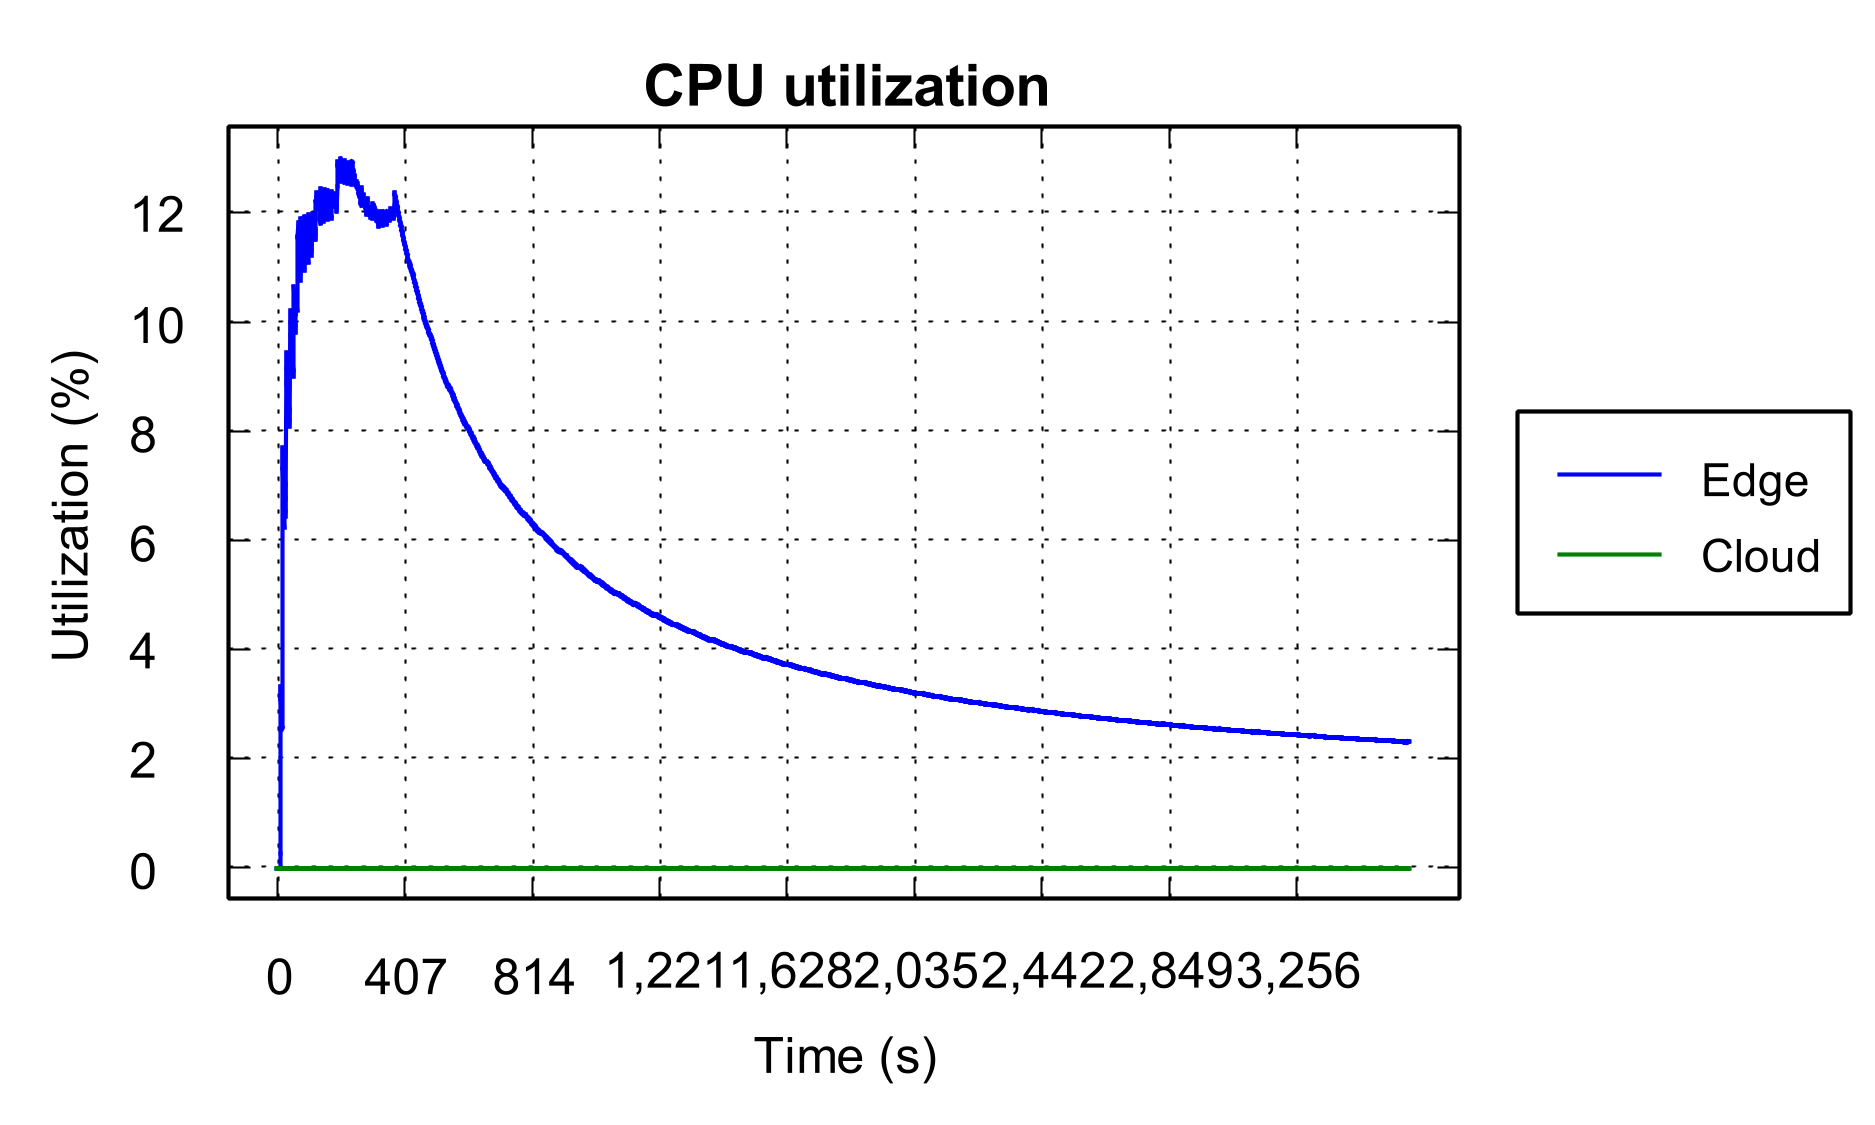 CPU utilization
12
10
8
6
4
2
0
Utilization (%)
0 407 814 1,2211,6282,0352,4422,8493,256
Time (s)
Edge
Cloud